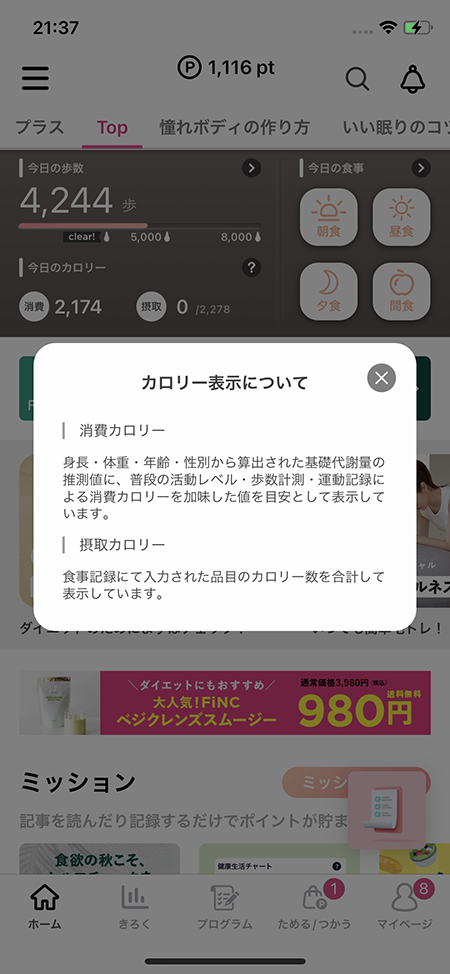 21:37
P 1,116 pt
プラス Top 憧れボディの作り方 いい眠りのコツ
今日の歩数
4,244 歩
clear! 5,000 8,000
今日のカロリー ?
消費 2,174 摂取 0 /2,278
今日の食事
朝食 昼食
夕食 間食
カロリー表示について
消費カロリー
身長・体重・年齢・性別から算出された基礎代謝量の
推測値に、普段の活動レベル・歩数計測・運動記録に
よる消費カロリーを加味した値を目安として表示して
います。
摂取カロリー
食事記録にて入力された品目のカロリー数を合計して
表示しています。
＼ダイエットにもおすすめ／
大人気!FiNC
ベジクレンズスムージー
通常価格3,980円(税込)
送料無料
980円
ミッション
ミッシ
記事を読んだり記録するだけでポイントが貯ま
食欲の秋こそ、
健康生活チャート ?
ホーム きろく プログラム ためる/つかう 1 マイページ 8